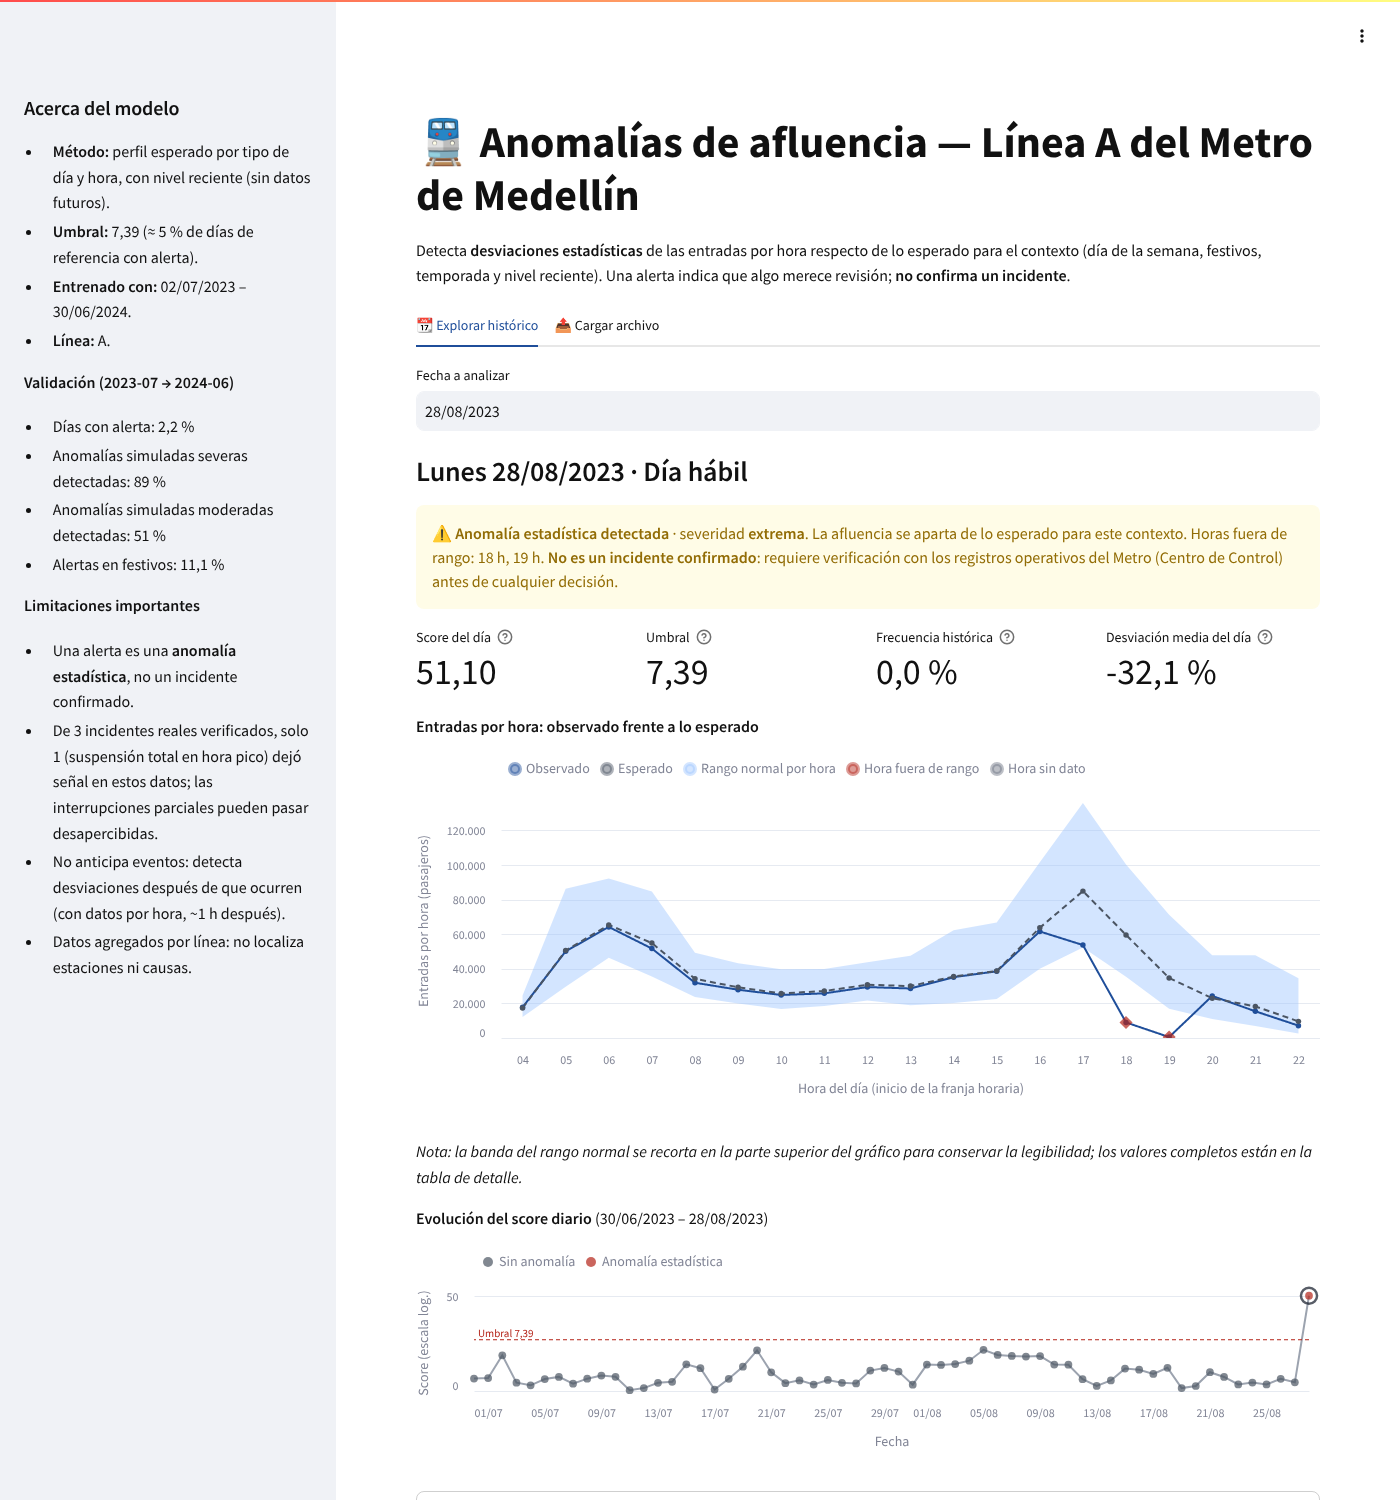 Acerca del modelo
Método: perfil esperado por tipo de
día y hora, con nivel reciente (sin datos
futuros).
Umbral: 7,39 (≈ 5 % de días de
referencia con alerta).
Entrenado con: 02/07/2023 –
30/06/2024.
Línea: A.
Validación (2023-07 → 2024-06)
Días con alerta: 2,2 %
Anomalías simuladas severas
detectadas: 89 %
Anomalías simuladas moderadas
detectadas: 51 %
Alertas en festivos: 11,1 %
Limitaciones importantes
Una alerta es una anomalía
estadística, no un incidente
confirmado.
De 3 incidentes reales verificados, solo
1 (suspensión total en hora pico) dejó
señal en estos datos; las
interrupciones parciales pueden pasar
desapercibidas.
No anticipa eventos: detecta
desviaciones después de que ocurren
(con datos por hora, ~1 h después).
Datos agregados por línea: no localiza
estaciones ni causas.
Anomalías de afluencia — Línea A del Metro
de Medellín
Detecta desviaciones estadísticas de las entradas por hora respecto de lo esperado para el contexto (día de la semana, festivos,
temporada y nivel reciente). Una alerta indica que algo merece revisión; no confirma un incidente.
Explorar histórico Cargar archivo
Fecha a analizar
28/08/2023
Lunes 28/08/2023 · Día hábil
⚠️ Anomalía estadística detectada · severidad extrema. La afluencia se aparta de lo esperado para este contexto. Horas fuera de
rango: 18 h, 19 h. No es un incidente confirmado: requiere verificación con los registros operativos del Metro (Centro de Control)
antes de cualquier decisión.
Score del día Umbral Frecuencia histórica Desviación media del día
51,10 7,39 0,0 % -32,1 %
Entradas por hora: observado frente a lo esperado
Observado Esperado Rango normal por hora Hora fuera de rango Hora sin dato
Entradas por hora (pasajeros)
120.000
100.000
80.000
60.000
40.000
20.000
0
04 05 06 07 08 09 10 11 12 13 14 15 16 17 18 19 20 21 22
Hora del día (inicio de la franja horaria)
Nota: la banda del rango normal se recorta en la parte superior del gráfico para conservar la legibilidad; los valores completos están en la
tabla de detalle.
Evolución del score diario (30/06/2023 – 28/08/2023)
Sin anomalía Anomalía estadística
Score (escala log.)
50
Umbral 7,39
0
01/07 05/07 09/07 13/07 17/07 21/07 25/07 29/07 01/08 05/08 09/08 13/08 17/08 21/08 25/08
Fecha